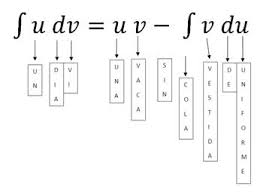 ∫ u dv = u v − ∫ v du
UN
DIA
VI
UNA
VACA
SIN
COLA
VESTIDA
DE
UNIFORME